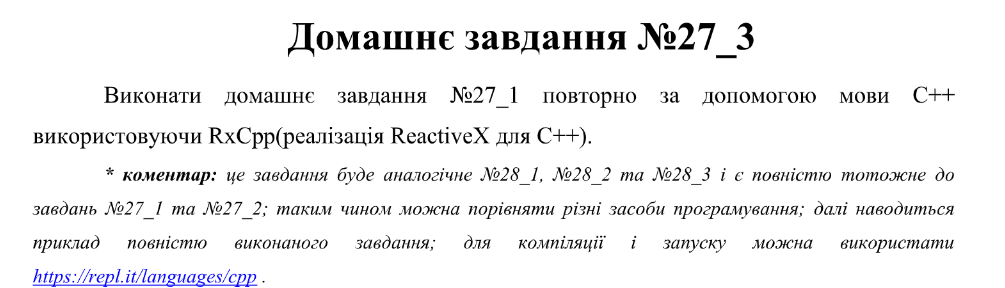 Домашнє завдання №27_3
Виконати домашнє завдання №27_1 повторно за допомогою мови C++
використовуючи RxCpp(реалізація ReactiveX для C++).
* коментар: це завдання буде аналогічне №28_1, №28_2 та №28_3 і є повністю тотожне до
завдань №27_1 та №27_2; таким чином можна порівняти різні засоби програмування; далі наводиться
приклад повністю виконаного завдання; для компіляції і запуску можна використати
https://repl.it/languages/cpp .